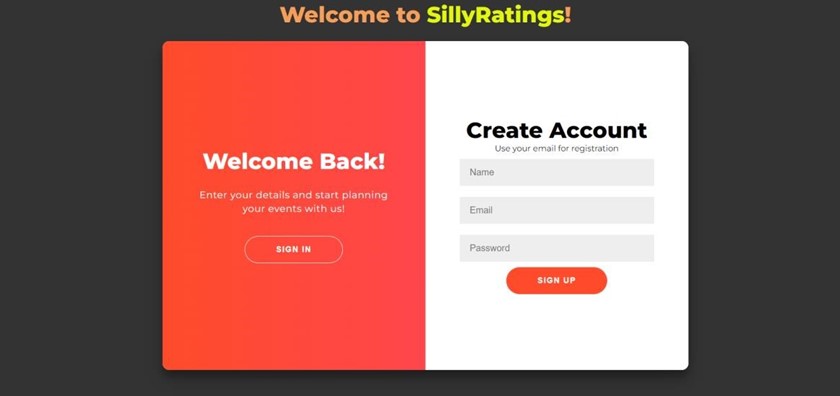 Welcome to SillyRatings!
Welcome Back!
Enter your details and start planning
your events with us!
SIGN IN
Create Account
Use your email for registration
Name
Email
Password
SIGN UP